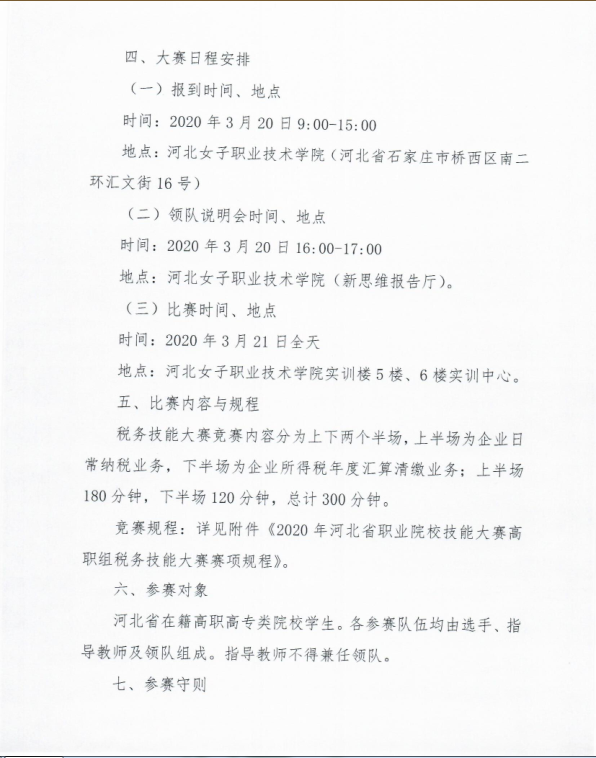 四、大赛日程安排
（一）报到时间、地点
时间：2020 年 3 月 20 日 9:00-15:00
地点：河北女子职业技术学院（河北省石家庄市桥西区南二
环汇文街 16 号）
（二）领队说明会时间、地点
时间：2020 年 3 月 20 日 16:00-17:00
地点：河北女子职业技术学院（新思维报告厅）。
（三）比赛时间、地点
时间：2020 年 3 月 21 日全天
地点：河北女子职业技术学院实训楼 5 楼、6 楼实训中心。
五、比赛内容与规程
税务技能大赛竞赛内容分为上下两个半场，上半场为企业日
常纳税业务，下半场为企业所得税年度汇算清缴业务；上半场
180 分钟，下半场 120 分钟，总计 300 分钟。
竞赛规程：详见附件《2020 年河北省职业院校技能大赛高
职组税务技能大赛赛项规程》。
六、参赛对象
河北省在籍高职高专类院校学生。各参赛队伍均由选手、指
导教师及领队组成。指导教师不得兼任领队。
七、参赛守则